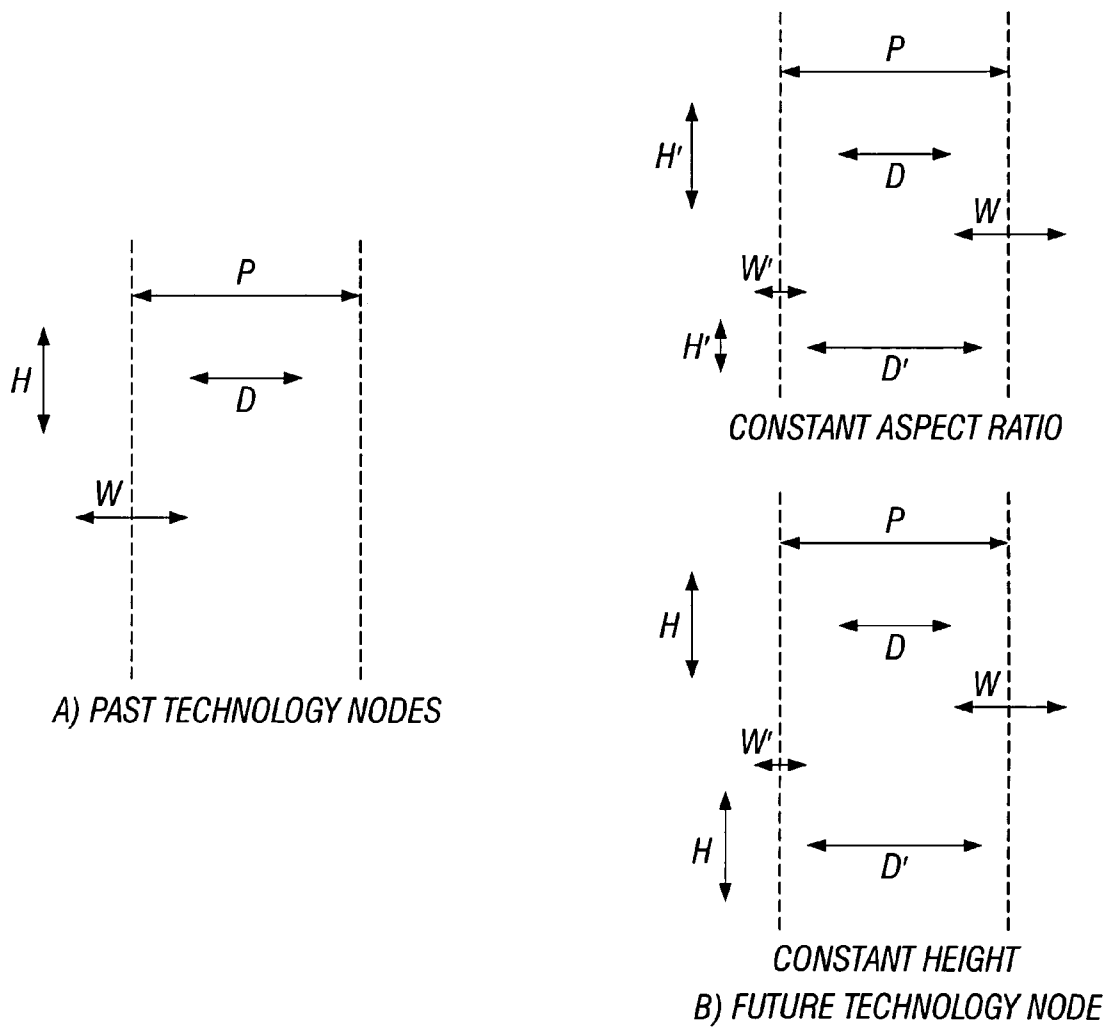 P
H
D
W
A) PAST TECHNOLOGY NODES
P
H'
D
W
W'
H'
D'
CONSTANT ASPECT RATIO
P
H
D
W
W'
H
D'
CONSTANT HEIGHT
B) FUTURE TECHNOLOGY NODE